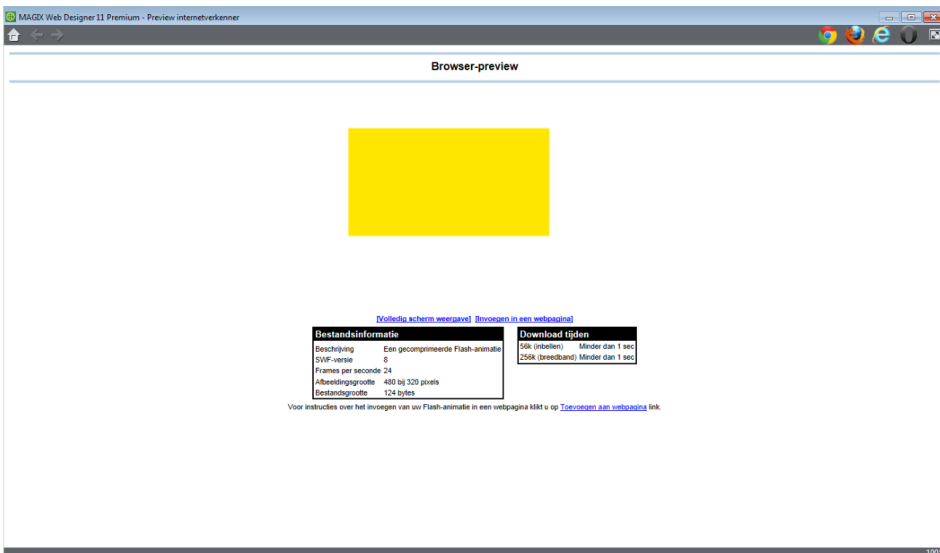 MAGIX Web Designer 11 Premium - Preview internetverkenner
Browser-preview
[Volledig scherm weergave] [Invoegen in een webpagina]
Bestandsinformatie
Beschrijving Een gecomprimeerde Flash-animatie
SWF-versie 8
Frames per seconde 24
Afbeeldingsgrootte 480 bij 320 pixels
Bestandsgrootte 124 bytes
Download tijden
56k (inbellen) Minder dan 1 sec
256k (breedband) Minder dan 1 sec
Voor instructies over het invoegen van uw Flash-animatie in een webpagina klikt u op Toevoegen aan webpagina link.